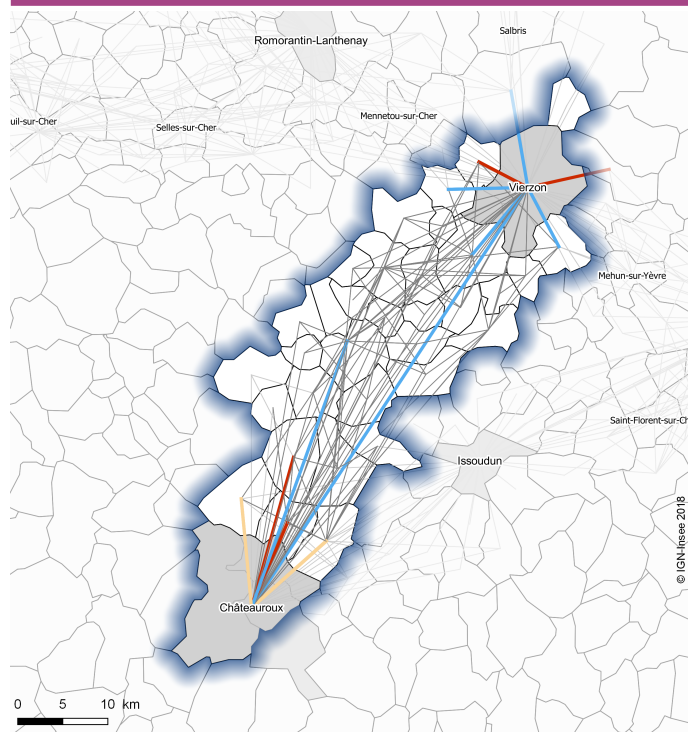 Salbris
Romorantin-Lanthenay
Mennetou-sur-Cher
uil-sur-Cher
Selles-sur-Cher
Vierzon
Mehun-sur-Yèvre
Saint-Florent-sur-Ch
Issoudun
© IGN-Insee 2018
Châteauroux
0 5 10 km